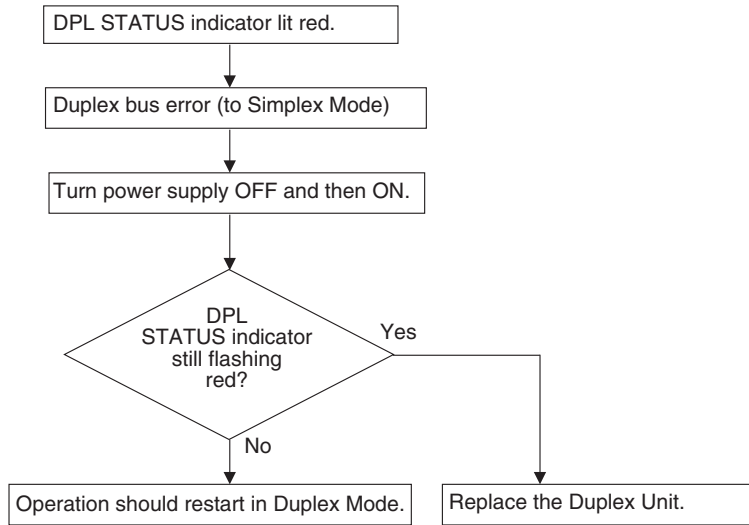 DPL STATUS indicator lit red.
Duplex bus error (to Simplex Mode)
Turn power supply OFF and then ON.
DPL
STATUS indicator
still flashing
red?
Yes
No
Operation should restart in Duplex Mode.
Replace the Duplex Unit.